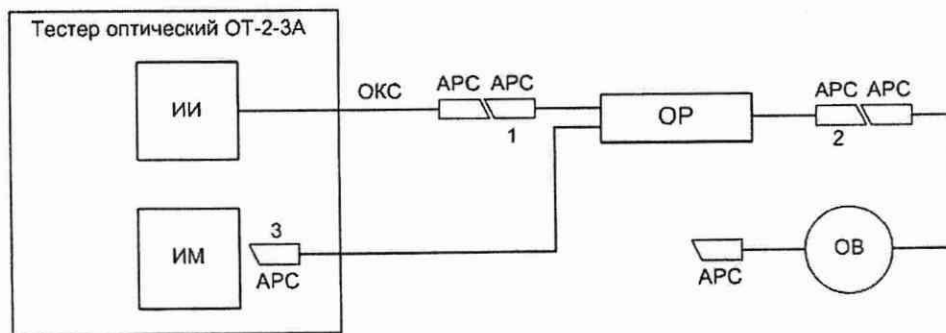 Тестер оптический ОТ-2-3А
ИИ
ОКС
АРС АРС
1
ОР
АРС АРС
2
ИМ
3
АРС
АРС
ОВ